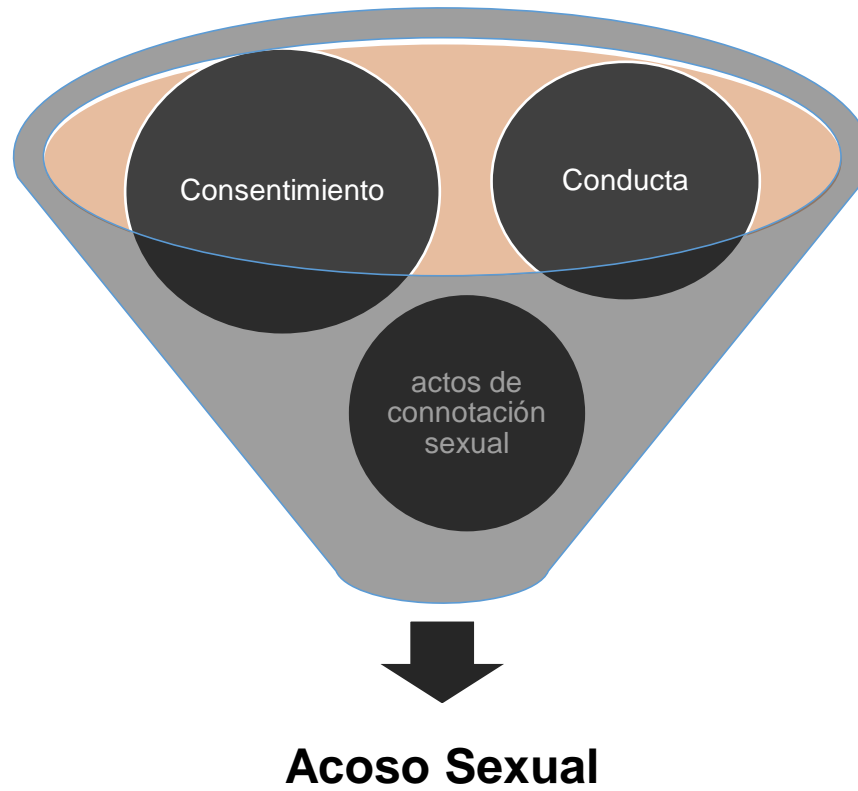 Consentimiento
Conducta
actos de
connotación
sexual
Acoso Sexual